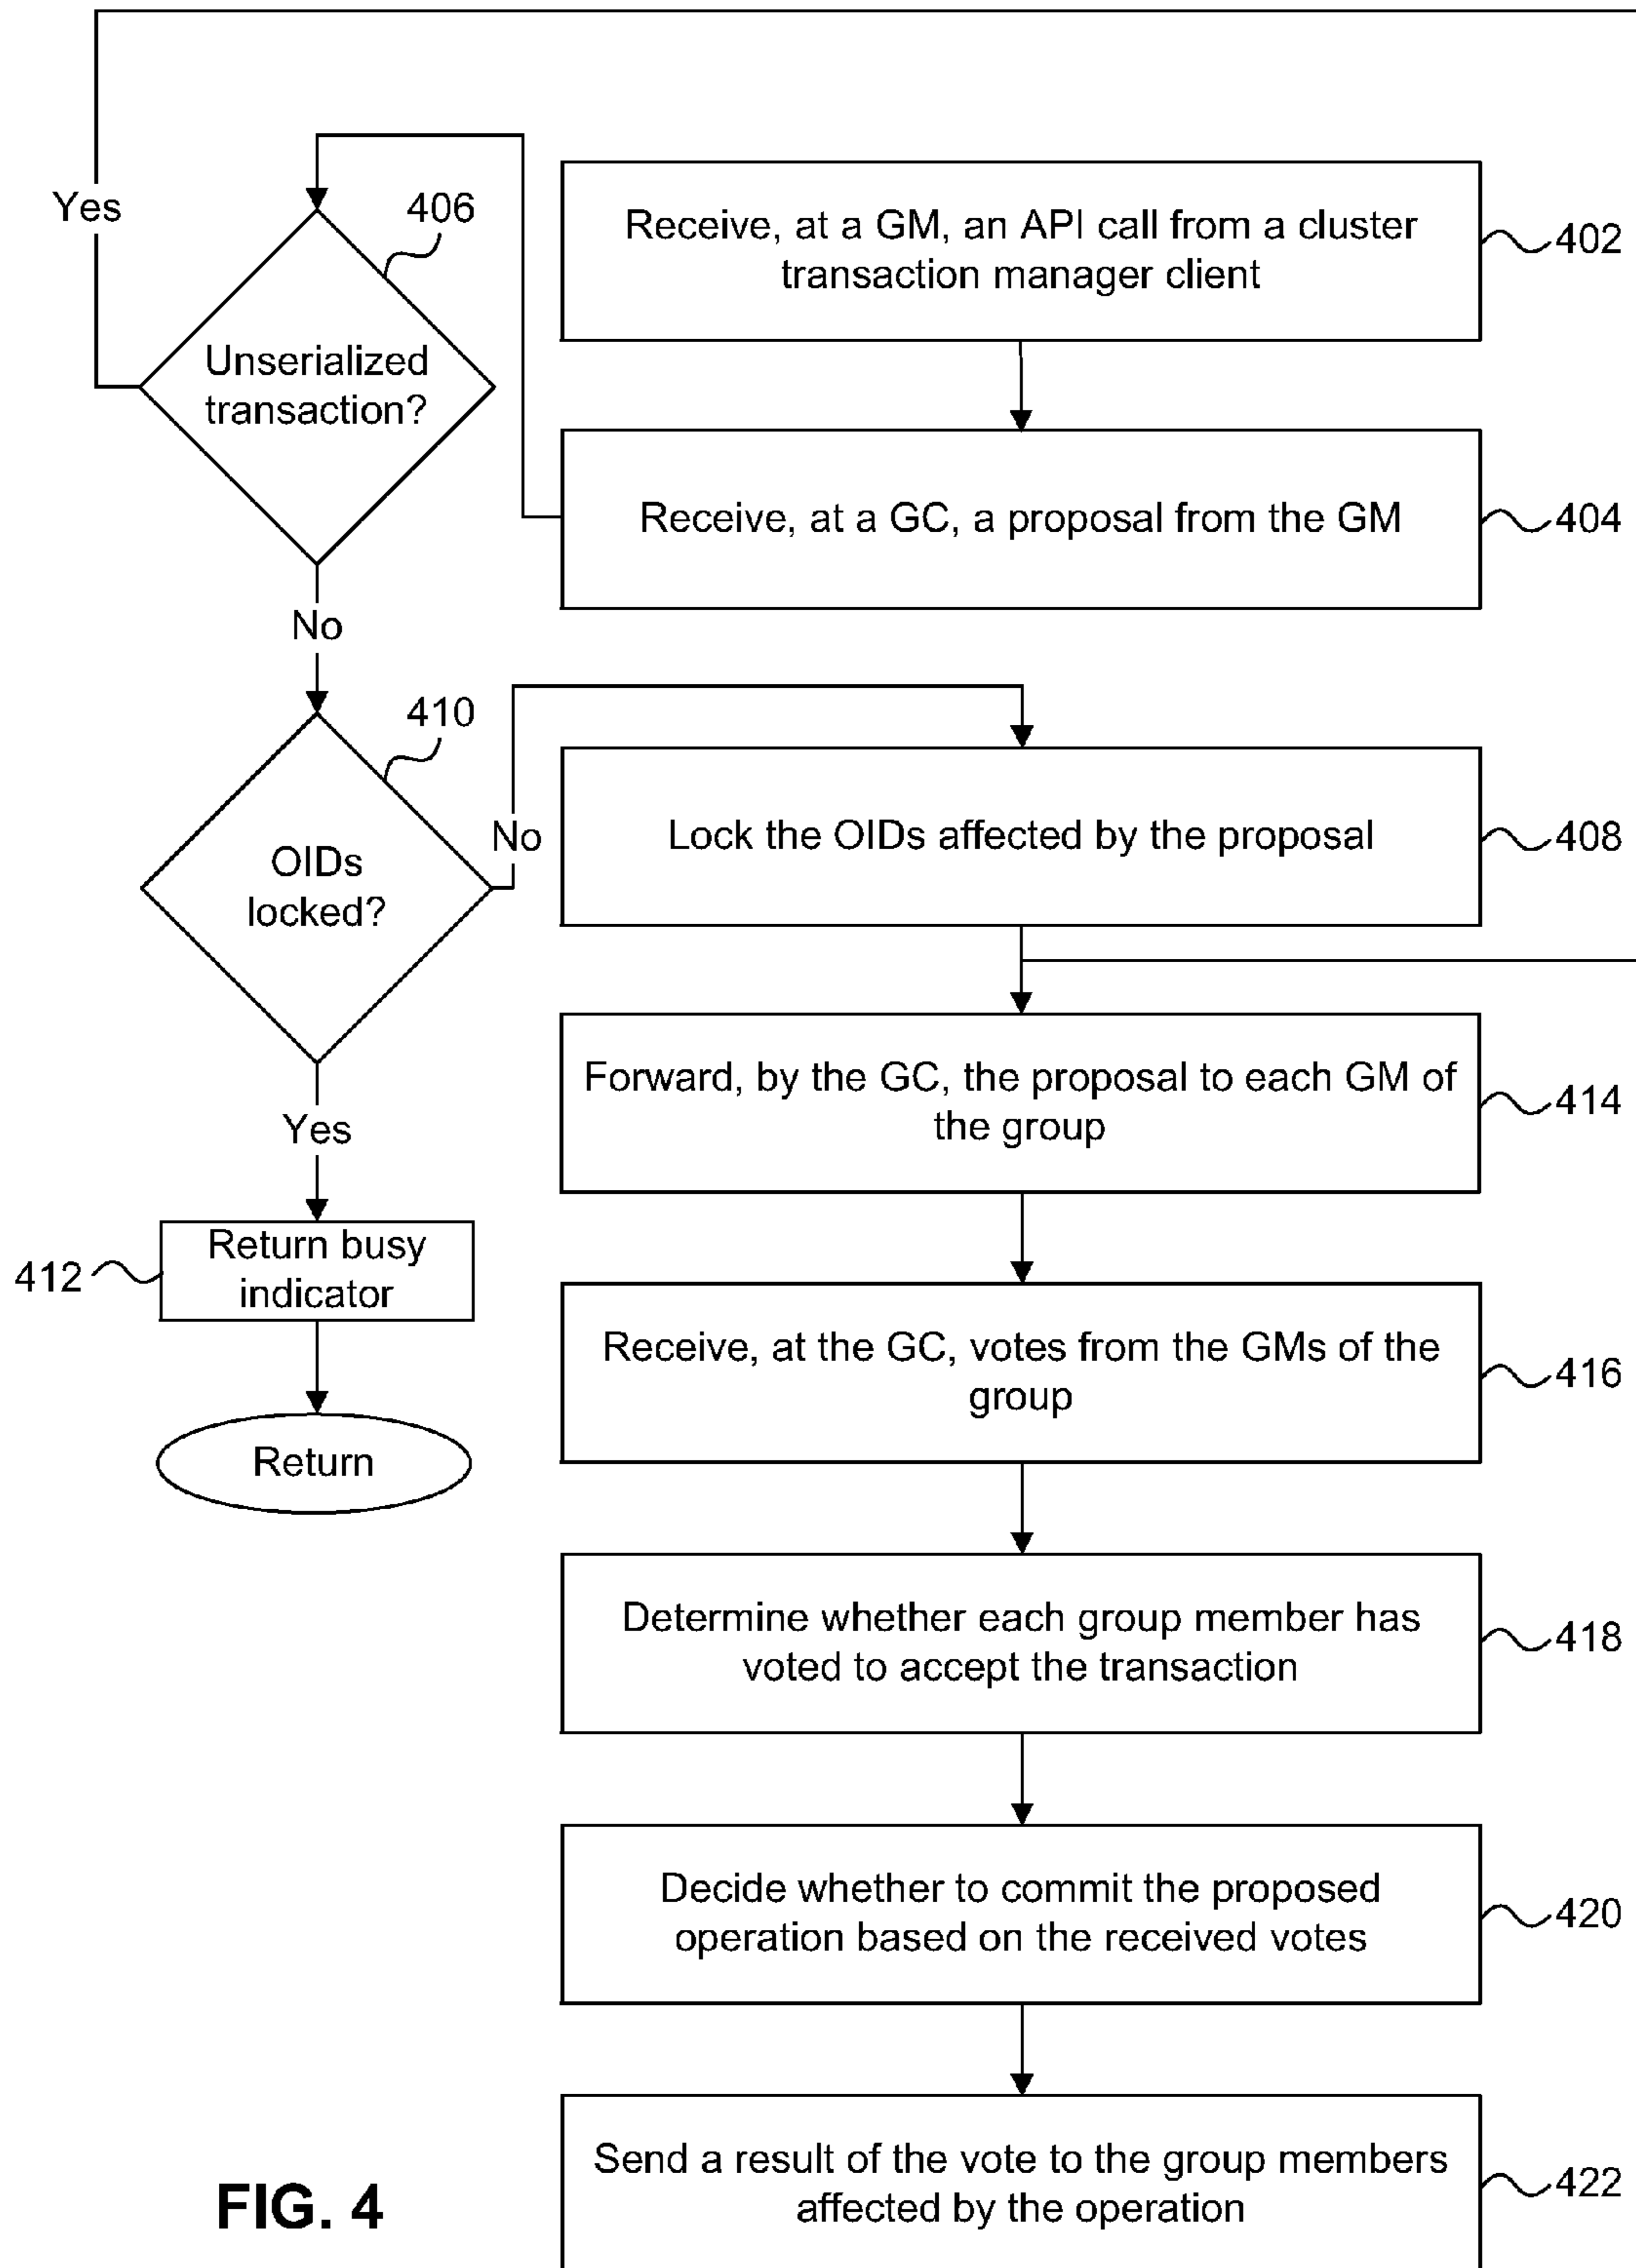 Yes
406
Unserialized
transaction?
No
Receive, at a GM, an API call from a cluster
transaction manager client
402
Receive, at a GC, a proposal from the GM
404
410
OIDs
locked?
No
Yes
Lock the OIDs affected by the proposal
408
Forward, by the GC, the proposal to each GM of
the group
414
412
Return busy
indicator
Return
Receive, at the GC, votes from the GMs of the
group
416
Determine whether each group member has
voted to accept the transaction
418
Decide whether to commit the proposed
operation based on the received votes
420
Send a result of the vote to the group members
affected by the operation
422
FIG. 4